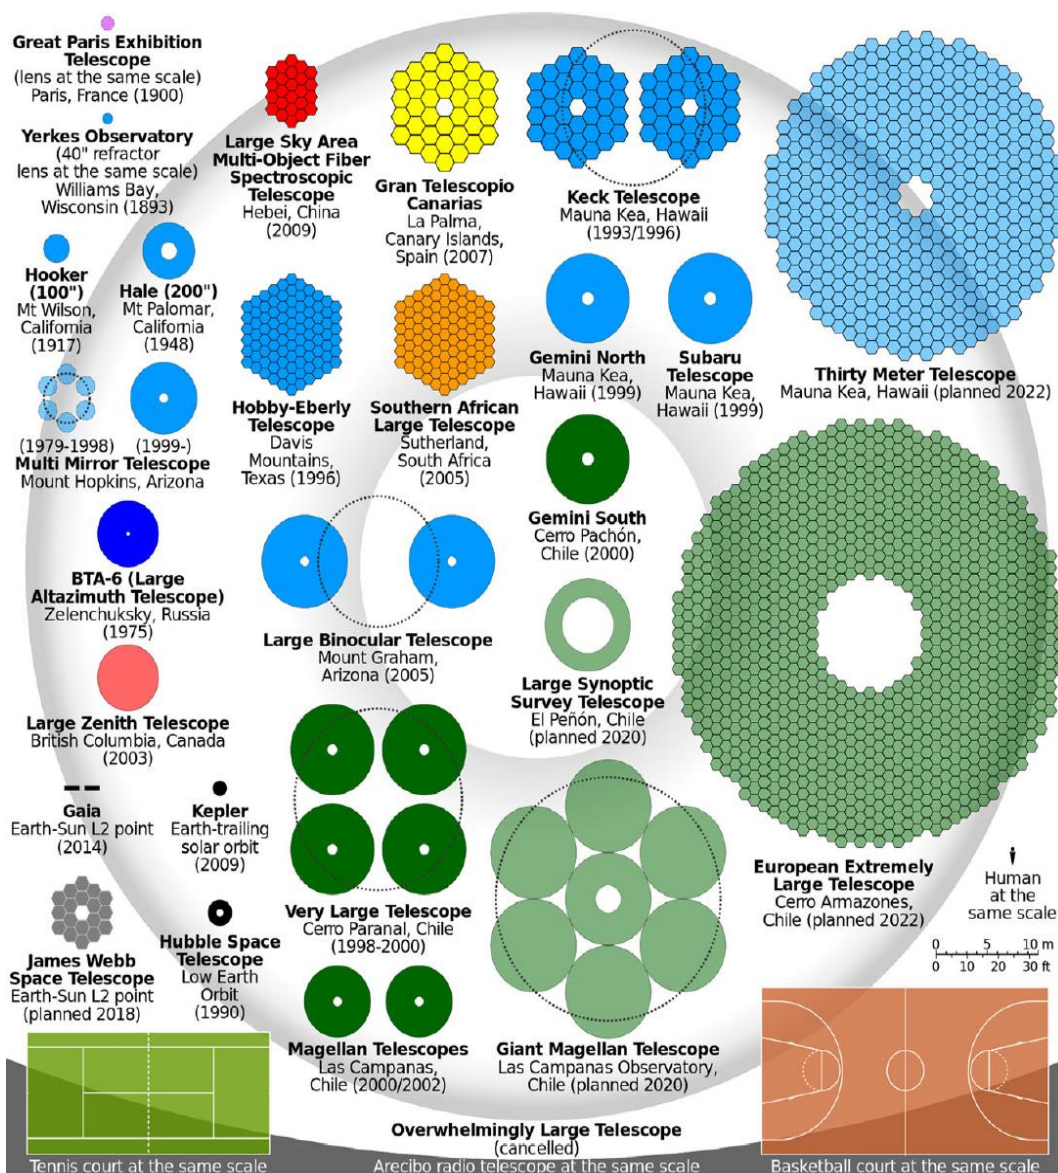 Great Paris Exhibition
Telescope
(lens at the same scale)
Paris, France (1900)
Yerkes Observatory
(40" refractor
lens at the same scale)
Williams Bay,
Wisconsin (1893)
Hooker
(100")
Mt Wilson,
California
(1917)
Hale (200")
Mt Palomar,
California
(1948)
(1979-1998)
(1999-)
Multi Mirror Telescope
Mount Hopkins, Arizona
BTA-6 (Large
Altazimuth Telescope)
Zelenchuksky, Russia
(1975)
Large Zenith Telescope
British Columbia, Canada
(2003)
Gaia
Earth-Sun L2 point
(2014)
Kepler
Earth-trailing
solar orbit
(2009)
James Webb
Space Telescope
Earth-Sun L2 point
(planned 2018)
Hubble Space
Telescope
Low Earth
Orbit
(1990)
Large Sky Area
Multi-Object Fiber
Spectroscopic
Telescope
Hebei, China
(2009)
Gran Telescopio
Canarias
La Palma,
Canary Islands,
Spain (2007)
Keck Telescope
Mauna Kea, Hawaii
(1993/1996)
Hobby-Eberly
Telescope
Davis
Mountains,
Texas (1996)
Southern African
Large Telescope
Sutherland,
South Africa
(2005)
Gemini North
Mauna Kea,
Hawaii (1999)
Subaru
Telescope
Mauna Kea,
Hawaii (1999)
Thirty Meter Telescope
Mauna Kea, Hawaii (planned 2022)
Gemini South
Cerro Pachón,
Chile (2000)
Large Binocular Telescope
Mount Graham,
Arizona (2005)
Large Synoptic
Survey Telescope
El Peñón, Chile
(planned 2020)
Very Large Telescope
Cerro Paranal, Chile
(1998-2000)
Magellan Telescopes
Las Campanas,
Chile (2000/2002)
Giant Magellan Telescope
Las Campanas Observatory,
Chile (planned 2020)
European Extremely
Large Telescope
Cerro Armazones,
Chile (planned 2022)
Human
at the
same scale
0 5 10 m
0 10 20 30 ft
Overwhelmingly Large Telescope
(cancelled)
Tennis court at the same scale
Arecibo radio telescope at the same scale
Basketball court at the same scale